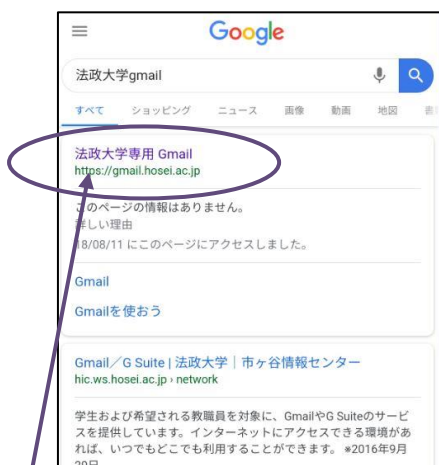 Google
法政大学gmail
すべて ショッピング ニュース 画像 動画 地図
法政大学専用 Gmail
https://gmail.hosei.ac.jp
このページの情報はありません。
詳しい理由
18/08/11 にこのページにアクセスしました。
Gmail
Gmailを使おう
Gmail／G Suite | 法政大学｜市ヶ谷情報センター
hic.ws.hosei.ac.jp › network
学生および希望される教職員を対象に、GmailやG Suiteのサービ
スを提供しています。インターネットにアクセスできる環境があ
れば、いつでもどこでも利用することができます。 ※2016年9月